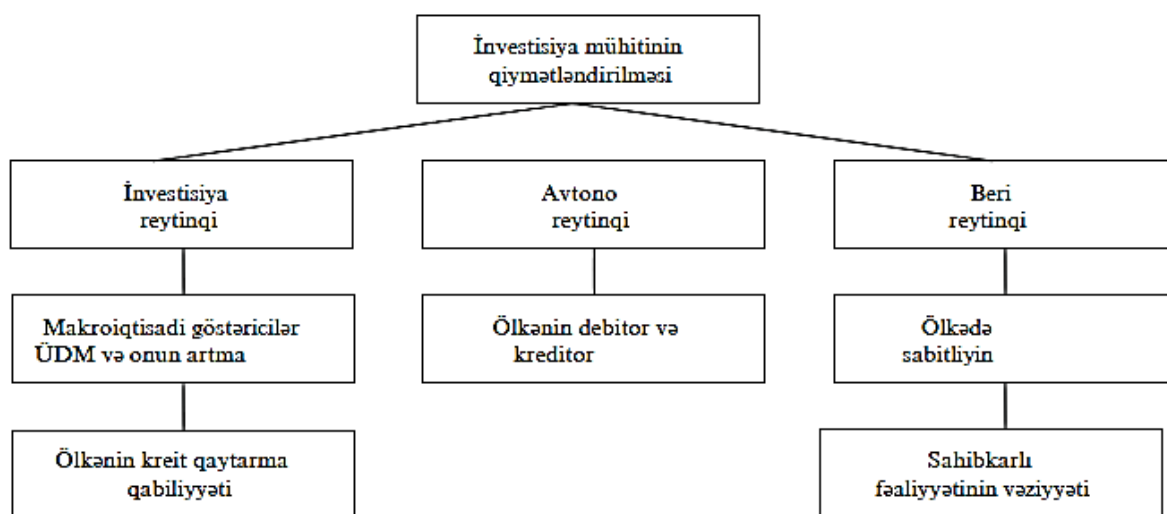 İnvestisiya mühitinin
qiymətləndirilməsi
İnvestisiya
reytinqi
Avtono
reytinqi
Beri
reytinqi
Makroiqtisadi göstəricilər
ÜDM və onun artma
Ölkənin debitor və
kreditor
Ölkədə
sabitliyin
Ölkənin kreit qaytarma
qabiliyyəti
Sahibkarlı
fəaliyyətinin vəziyyəti